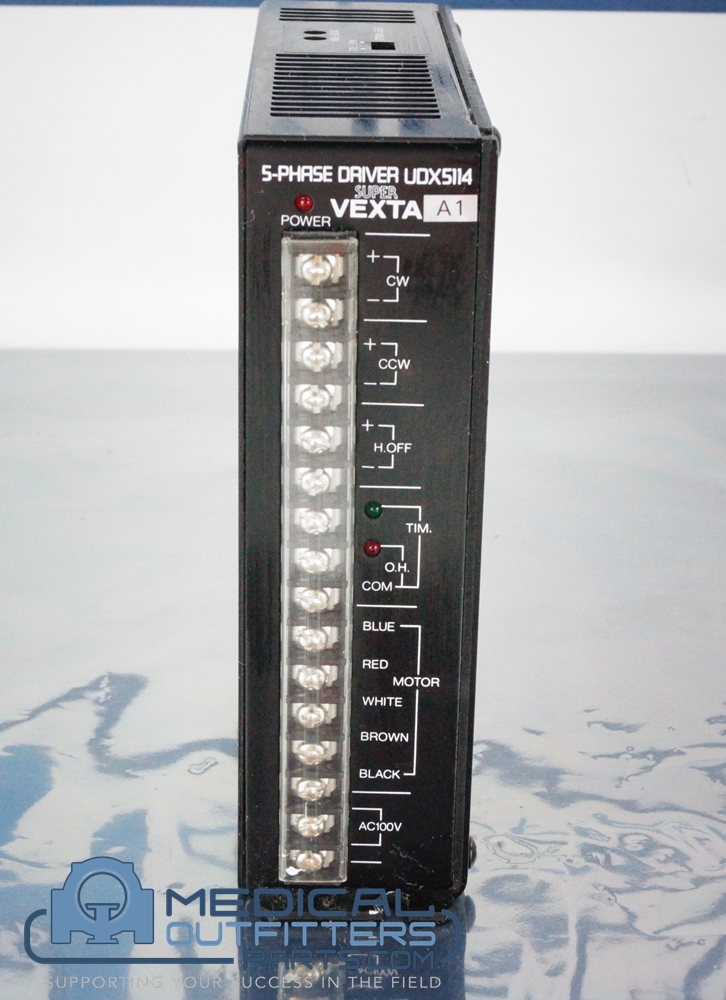 5-PHASE DRIVER UDX5114
SUPER
VEXTA A1
POWER
+
CW
-
+
CCW
-
+
H.OFF
-
TIM.
O.H.
COM
BLUE
RED
MOTOR
WHITE
BROWN
BLACK
AC100V
MEDICAL
OUTFITTERS
PARTS.COM
SUPPORTING YOUR SUCCESS IN THE FIELD